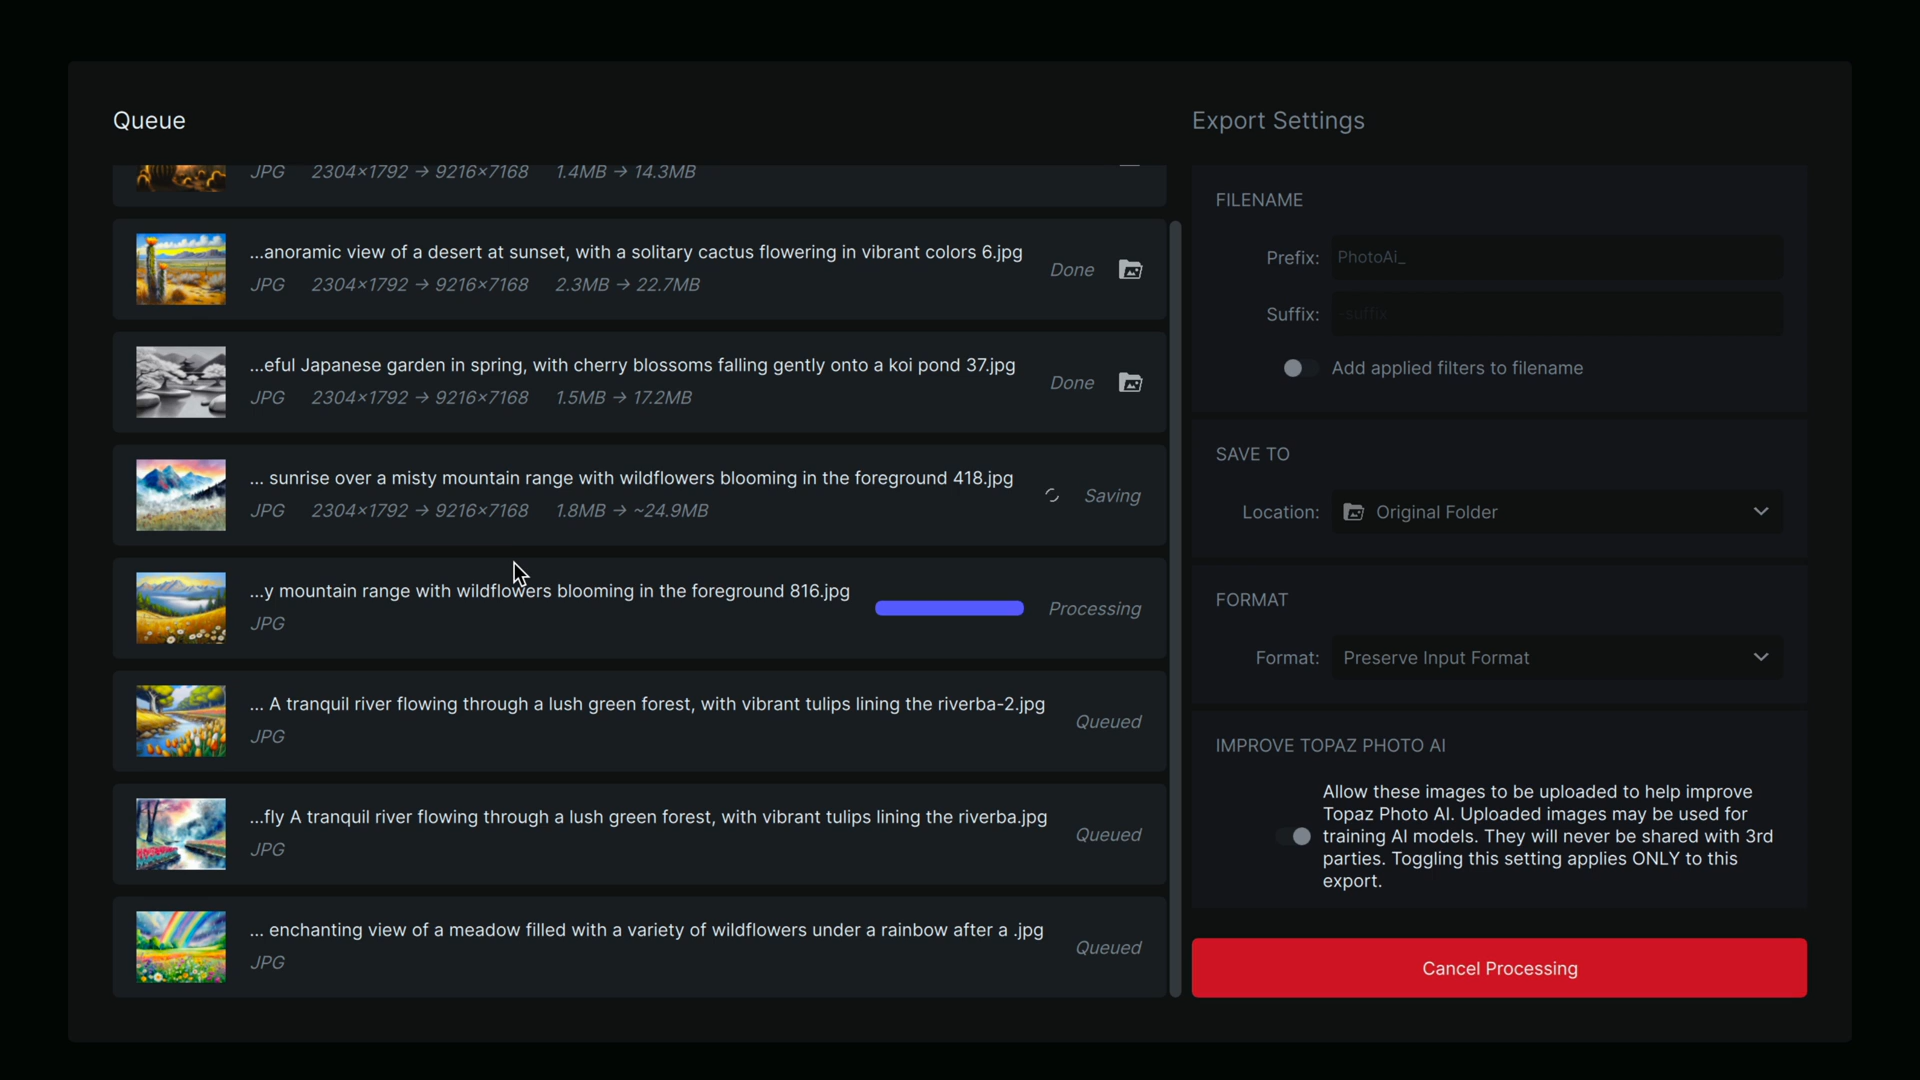 Queue
JPG 2304×1792 → 9216×7168 1.4MB → 14.3MB
...anoramic view of a desert at sunset, with a solitary cactus flowering in vibrant colors 6.jpg
JPG 2304×1792 → 9216×7168 2.3MB → 22.7MB
Done
...eful Japanese garden in spring, with cherry blossoms falling gently onto a koi pond 37.jpg
JPG 2304×1792 → 9216×7168 1.5MB → 17.2MB
Done
... sunrise over a misty mountain range with wildflowers blooming in the foreground 418.jpg
JPG 2304×1792 → 9216×7168 1.8MB → ~24.9MB
Saving
...y mountain range with wildflowers blooming in the foreground 816.jpg
JPG
Processing
... A tranquil river flowing through a lush green forest, with vibrant tulips lining the riverba-2.jpg
JPG
Queued
...fly A tranquil river flowing through a lush green forest, with vibrant tulips lining the riverba.jpg
JPG
Queued
... enchanting view of a meadow filled with a variety of wildflowers under a rainbow after a .jpg
JPG
Queued
Export Settings
FILENAME
Prefix: PhotoAi_
Suffix: -suffix
Add applied filters to filename
SAVE TO
Location: Original Folder
FORMAT
Format: Preserve Input Format
IMPROVE TOPAZ PHOTO AI
Allow these images to be uploaded to help improve
Topaz Photo AI. Uploaded images may be used for
training AI models. They will never be shared with 3rd
parties. Toggling this setting applies ONLY to this
export.
Cancel Processing